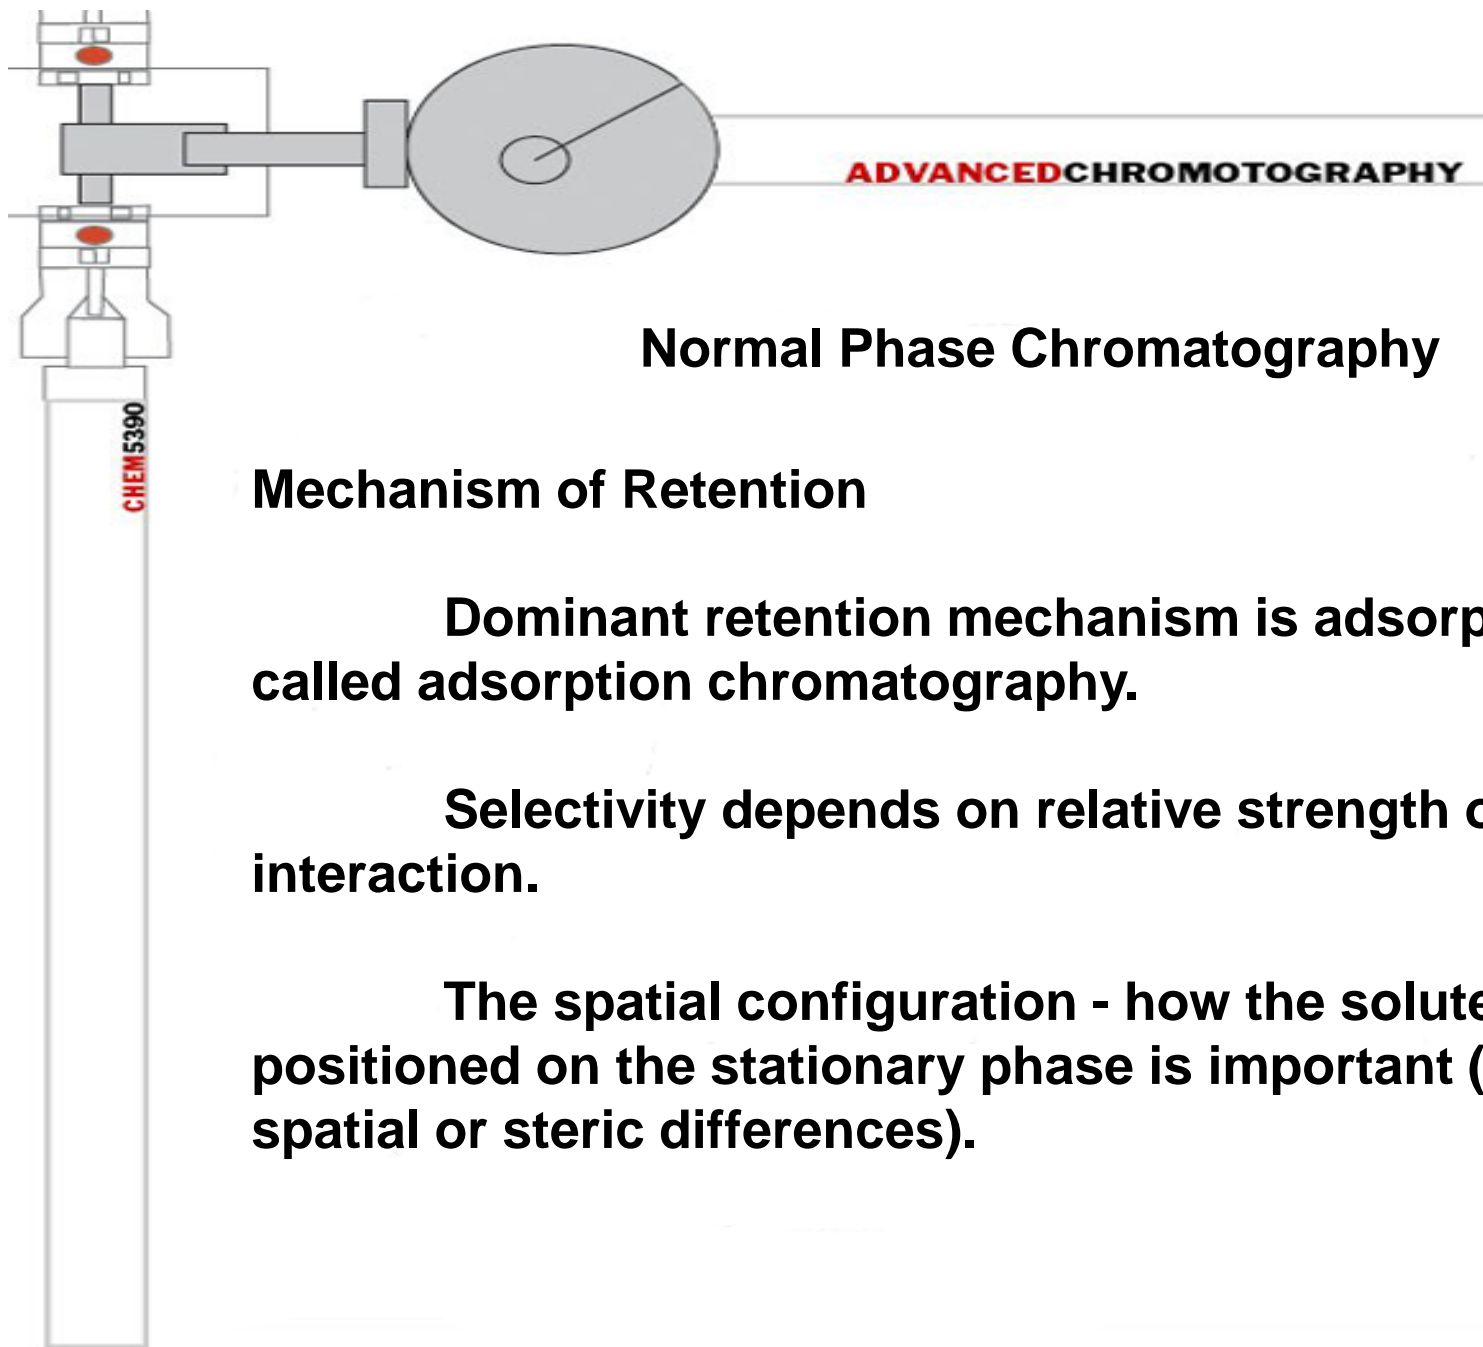 ADVANCEDCHROMOTOGRAPHY
Normal Phase Chromatography
CHEM5390
Mechanism of Retention
Dominant retention mechanism is
called adsorption chromatography.
Selectivity depends on relative strength
interaction.
The spatial configuration - how the solute
positioned on the stationary phase is important (
spatial or steric differences).